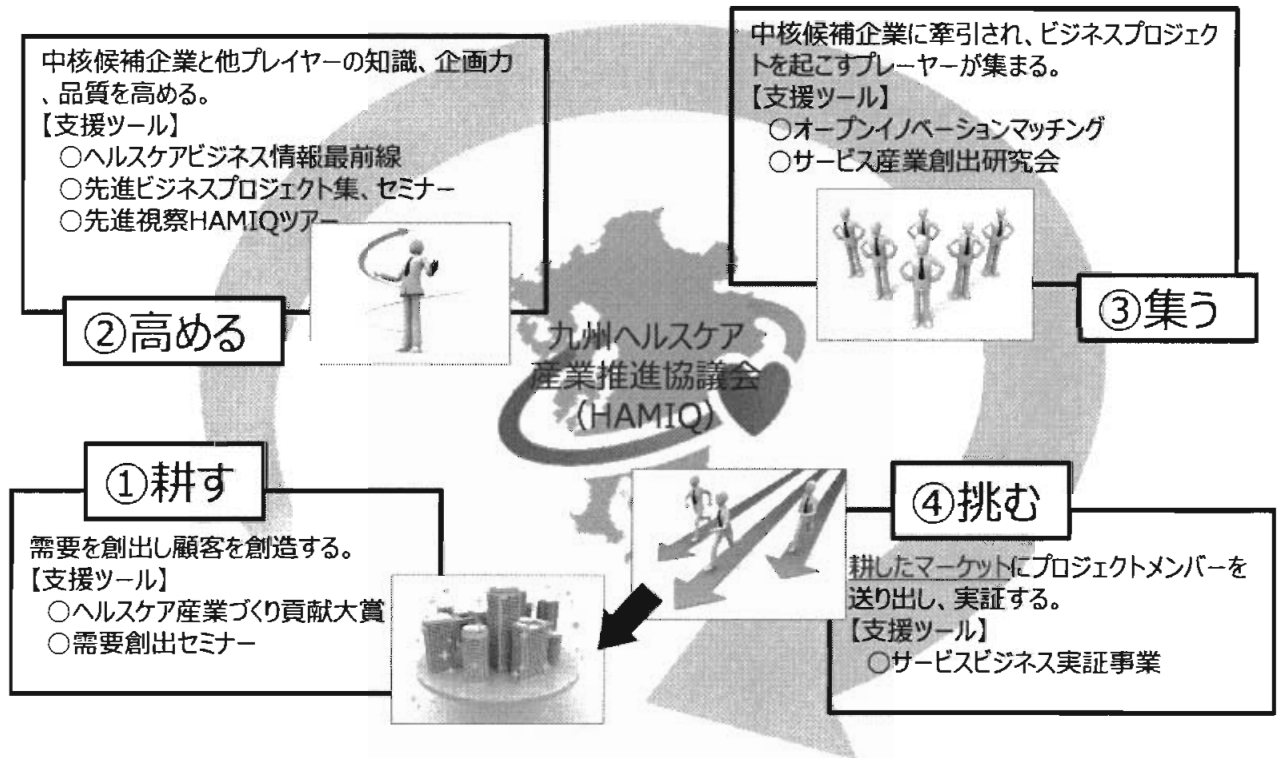 中核候補企業と他プレイヤーの知識、企画力
、品質を高める。
【支援ツール】
○ヘルスケアビジネス情報最前線
○先進ビジネスプロジェクト集、セミナー
○先進視察HAMIQツアー
②高める
中核候補企業に牽引され、ビジネスプロジェク
トを起こすプレーヤーが集まる。
【支援ツール】
○オープンイノベーションマッチング
○サービス産業創出研究会
③集う
九州ヘルスケア
産業推進協議会
(HAMIQ)
①耕す
需要を創出し顧客を創造する。
【支援ツール】
○ヘルスケア産業づくり貢献大賞
○需要創出セミナー
④挑む
耕したマーケットにプロジェクトメンバーを
送り出し、実証する。
【支援ツール】
○サービスビジネス実証事業